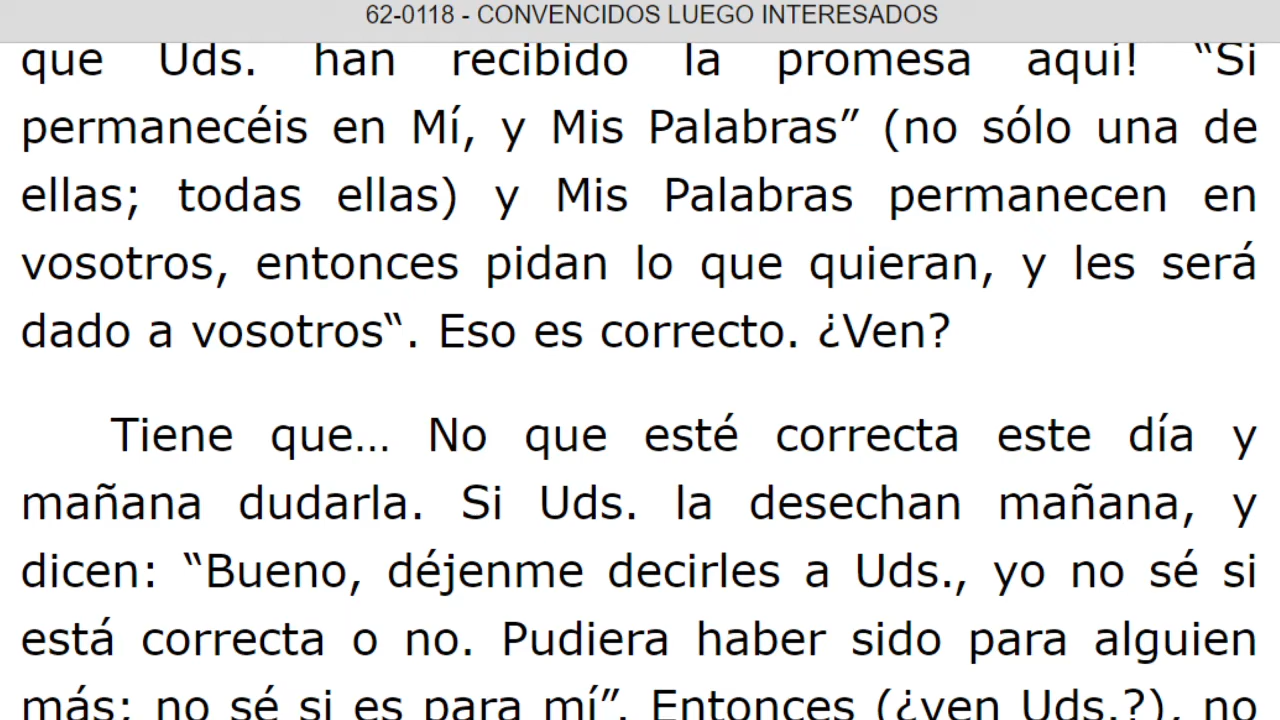 62-0118 - CONVENCIDOS LUEGO INTERESADOS
que Uds. han recibido la promesa aquí! “Si
permanecéis en Mí, y Mis Palabras” (no sólo una de
ellas; todas ellas) y Mis Palabras permanecen en
vosotros, entonces pidan lo que quieran, y les será
dado a vosotros“. Eso es correcto. ¿Ven?
Tiene que… No que esté correcta este día y
mañana dudarla. Si Uds. la desechan mañana, y
dicen: “Bueno, déjenme decirles a Uds., yo no sé si
está correcta o no. Pudiera haber sido para alguien
más; no sé si es para mí”. Entonces (¿ven Uds.?), no